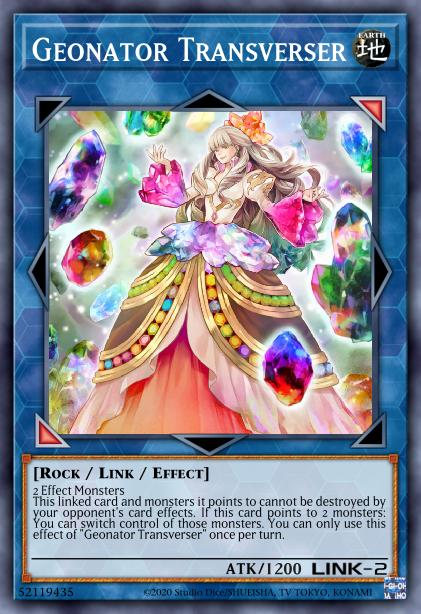 GEONATOR TRANSVERSER
EARTH
地
[ROCK / LINK / EFFECT]
2 Effect Monsters
This linked card and monsters it points to cannot be destroyed by
your opponent's card effects. If this card points to 2 monsters:
You can switch control of those monsters. You can only use this
effect of "Geonator Transverser" once per turn.
ATK/1200 LINK-2
52119435 ©2020 Studio Dice/SHUEISHA, TV TOKYO, KONAMI